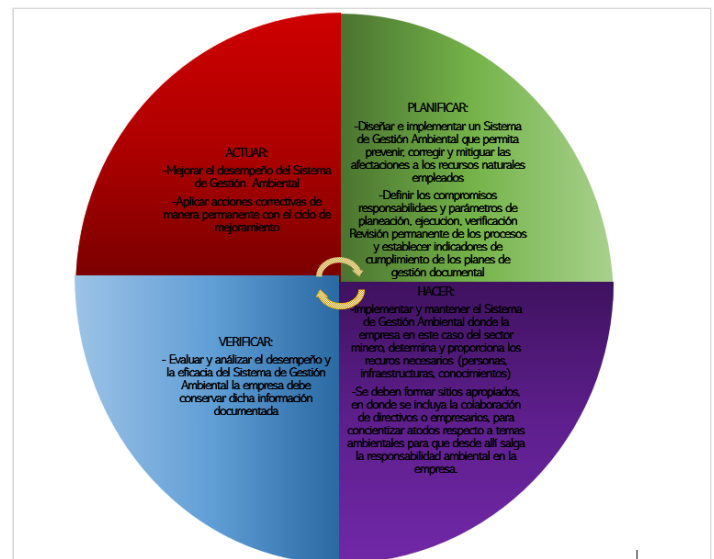 ACTUAR:
-Mejorar el desempeño del Sistema
de Gestión Ambiental
-Aplicar acciones correctivas de
manera permanente con el ciclo de
mejoramiento
PLANIFICAR:
-Diseñar e implementar un Sistema
de Gestión Ambiental que permita
prevenir, corregir y mitiguar las
afectaciones a los recursos naturales
empleados
-Definir los compromisos
responsabilidaes y parámetros de
planeación, ejecucion, verificación
Revisión permanente de los procesos
y establecer indicadores de
cumplimiento de los planes de
gestión documental
HACER:
-Implementar y mantener el Sistema
de Gestión Ambiental donde la
empresa en este caso del sector
minero, determina y proporciona los
recuros necesarios (personas,
infraestructuras, conocimientos)
-Se deben formar sitios apropiados,
en donde se incluya la colaboración
de directivos o empresarios, para
concientizar atodos respecto a temas
ambientales para que desde allí salga
la responsabilidad ambiental en la
empresa.
VERIFICAR:
- Evaluar y análizar el desempeño y
la eficacia del Sistema de Gestión
Ambiental la empresa debe
conservar dicha información
documentada